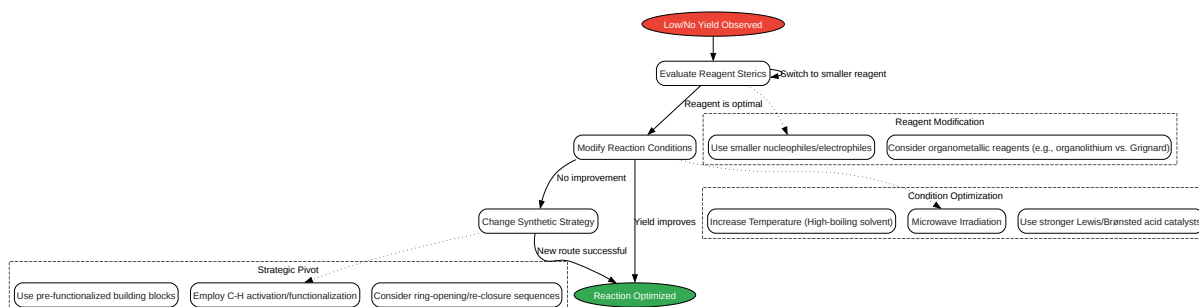 Low/No Yield Observed
Evaluate Reagent Sterics
Switch to smaller reagent
Reagent is optimal
Reagent Modification
Modify Reaction Conditions
Use smaller nucleophiles/electrophiles
Consider organometallic reagents (e.g., organolithium vs. Grignard)
No improvement
Condition Optimization
Change Synthetic Strategy
Yield improves
Increase Temperature (High-boiling solvent)
Microwave Irradiation
Use stronger Lewis/Brønsted acid catalysts
New route successful
Strategic Pivot
Use pre-functionalized building blocks
Employ C-H activation/functionalization
Consider ring-opening/re-closure sequences
Reaction Optimized